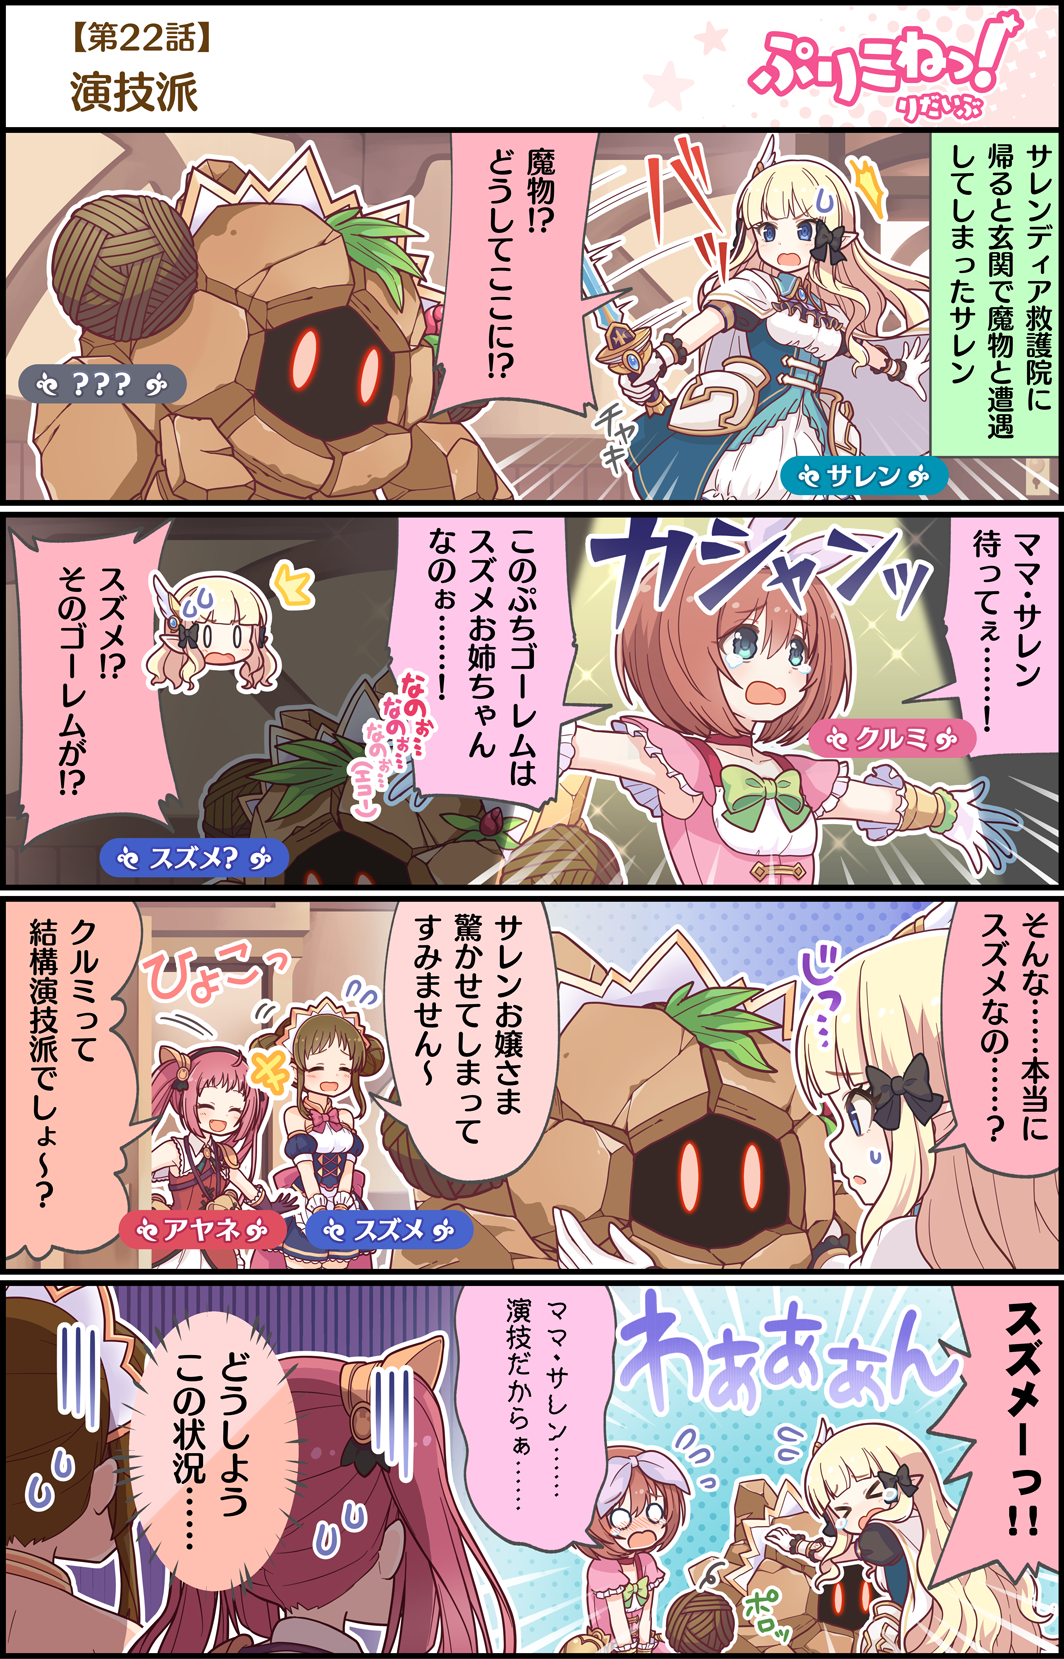 【第22話】
演技派
ぷりこねっ!
りだいぶ
サレンディア救護院に
帰ると玄関で魔物と遭遇
してしまったサレン
魔物!?
どうしてここに!?
チャキ
サレン
???
ママ・サレン
待ってぇ……!
カシャンッ
クルミ
このぷちゴーレムは
スズメお姉ちゃん
なのぉ……!
なのぉ…
なのぉ…
なのぉ…
(エコー)
スズメ!?
そのゴーレムが!?
スズメ?
そんな……本当に
スズメなの……?
じっ…
サレンお嬢さま
驚かせてしまって
すみません〜
ひょこっ
スズメ
アヤネ
クルミって
結構演技派でしょ〜?
スズメーっ!!
わぁぁぁぁん
ママ・サレン……
演技だからぁ……
ポロッ
どうしよう
この状況……